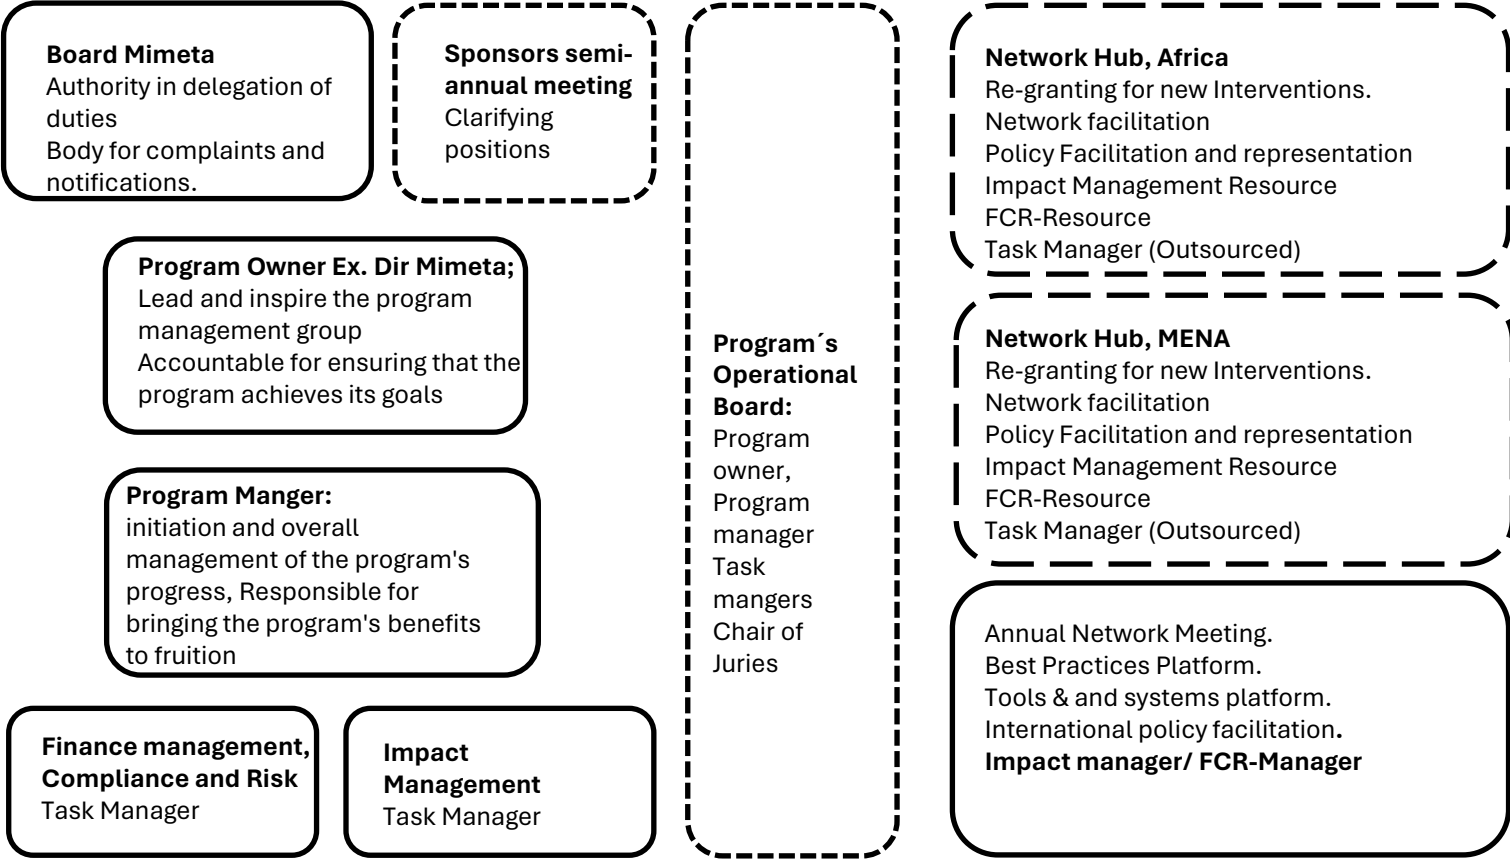 Board Mimeta
Authority in delegation of
duties
Body for complaints and
notifications.
Sponsors semi-
annual meeting
Clarifying
positions
Program Owner Ex. Dir Mimeta;
Lead and inspire the program
management group
Accountable for ensuring that the
program achieves its goals
Program Manger:
initiation and overall
management of the program's
progress, Responsible for
bringing the program's benefits
to fruition
Finance management,
Compliance and Risk
Task Manager
Impact
Management
Task Manager
Program´s
Operational
Board:
Program
owner,
Program
manager
Task
mangers
Chair of
Juries
Network Hub, Africa
Re-granting for new Interventions.
Network facilitation
Policy Facilitation and representation
Impact Management Resource
FCR-Resource
Task Manager (Outsourced)
Network Hub, MENA
Re-granting for new Interventions.
Network facilitation
Policy Facilitation and representation
Impact Management Resource
FCR-Resource
Task Manager (Outsourced)
Annual Network Meeting.
Best Practices Platform.
Tools & and systems platform.
International policy facilitation.
Impact manager/ FCR-Manager